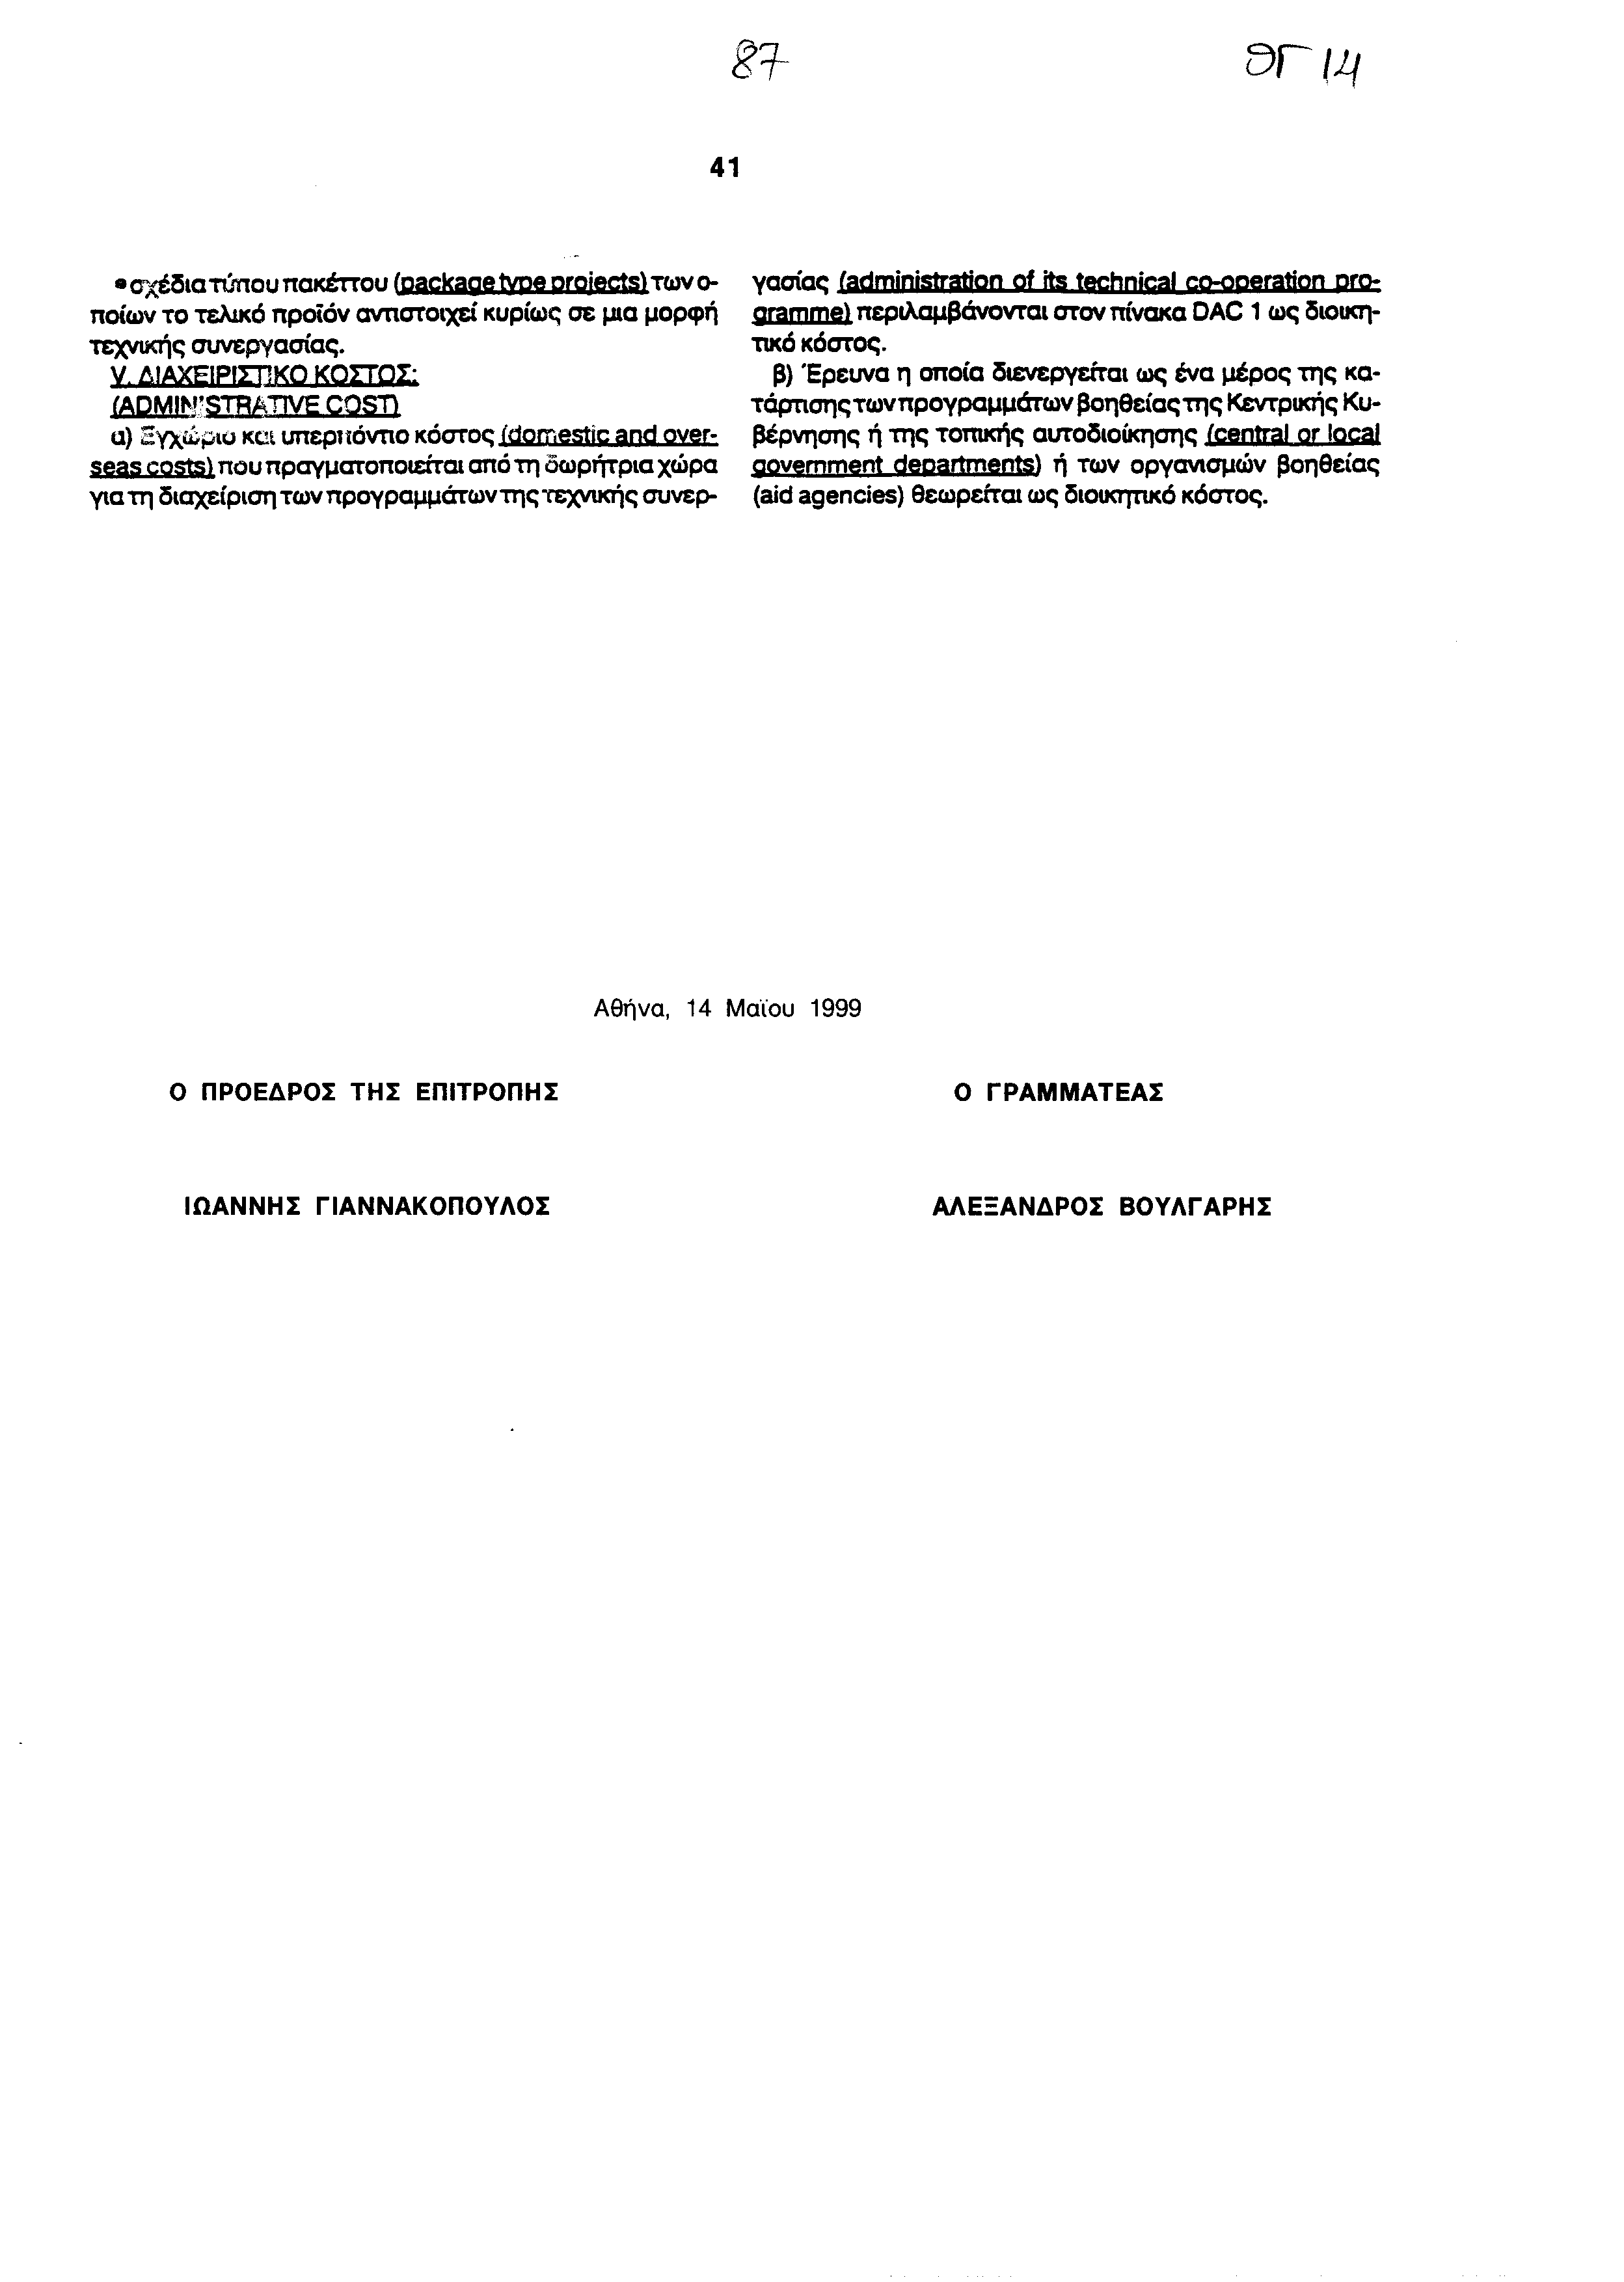 87
ΘΓ 14
41
• σχέδια τύπου πακέττου (package type projects) των ο-
ποίων το τελικό προϊόν αντιστοιχεί κυρίως σε μια μορφή
τεχνικής συνεργασίας.
V. ΔΙΑΧΕΙΡΙΣΤΙΚΟ ΚΟΣΤΟΣ:
(ADMINISTRATIVE COST)
α) Εγχώριο και υπερπόντιο κόστος (domestic and over-
seas costs) που πραγματοποιείται από τη δωρήτρια χώρα
για τη διαχείριση των προγραμμάτων της τεχνικής συνερ-
γασίας (administration of its technical co-operation pro-
gramme) περιλαμβάνονται στον πίνακα DAC 1 ως διοικη-
τικό κόστος.
β) Έρευνα η οποία διενεργείται ως ένα μέρος της κα-
τάρτισης των προγραμμάτων βοηθείας της Κεντρικής Κυ-
βέρνησης ή της τοπικής αυτοδιοίκησης (central or local
government departments) ή των οργανισμών βοηθείας
(aid agencies) θεωρείται ως διοικητικό κόστος.
Αθήνα, 14 Μαϊου 1999
Ο ΠΡΟΕΔΡΟΣ ΤΗΣ ΕΠΙΤΡΟΠΗΣ
Ο ΓΡΑΜΜΑΤΕΑΣ
ΙΩΑΝΝΗΣ ΓΙΑΝΝΑΚΟΠΟΥΛΟΣ
ΑΛΕΞΑΝΔΡΟΣ ΒΟΥΛΓΑΡΗΣ